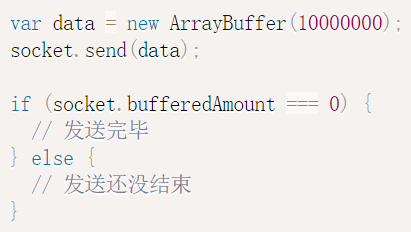 var data = new ArrayBuffer(10000000);
socket.send(data);
if (socket.bufferedAmount === 0) {
// 发送完毕
} else {
// 发送还没结束
}